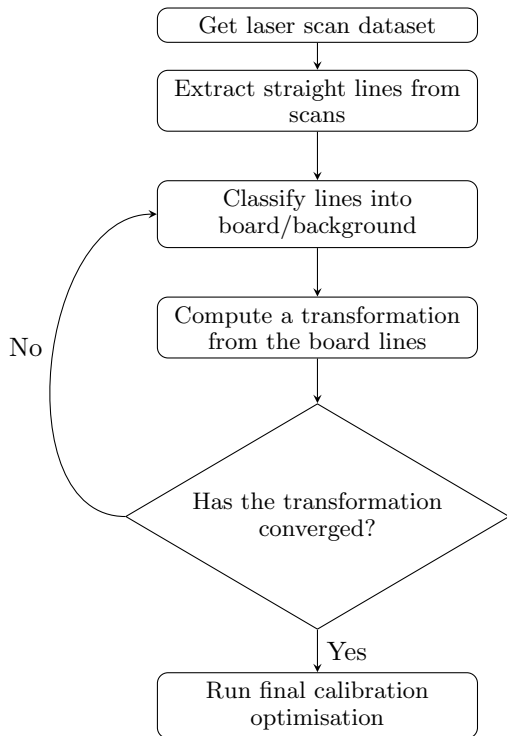 Get laser scan dataset
Extract straight lines from
scans
Classify lines into
board/background
Compute a transformation
from the board lines
No
Has the transformation
converged?
Yes
Run final calibration
optimisation